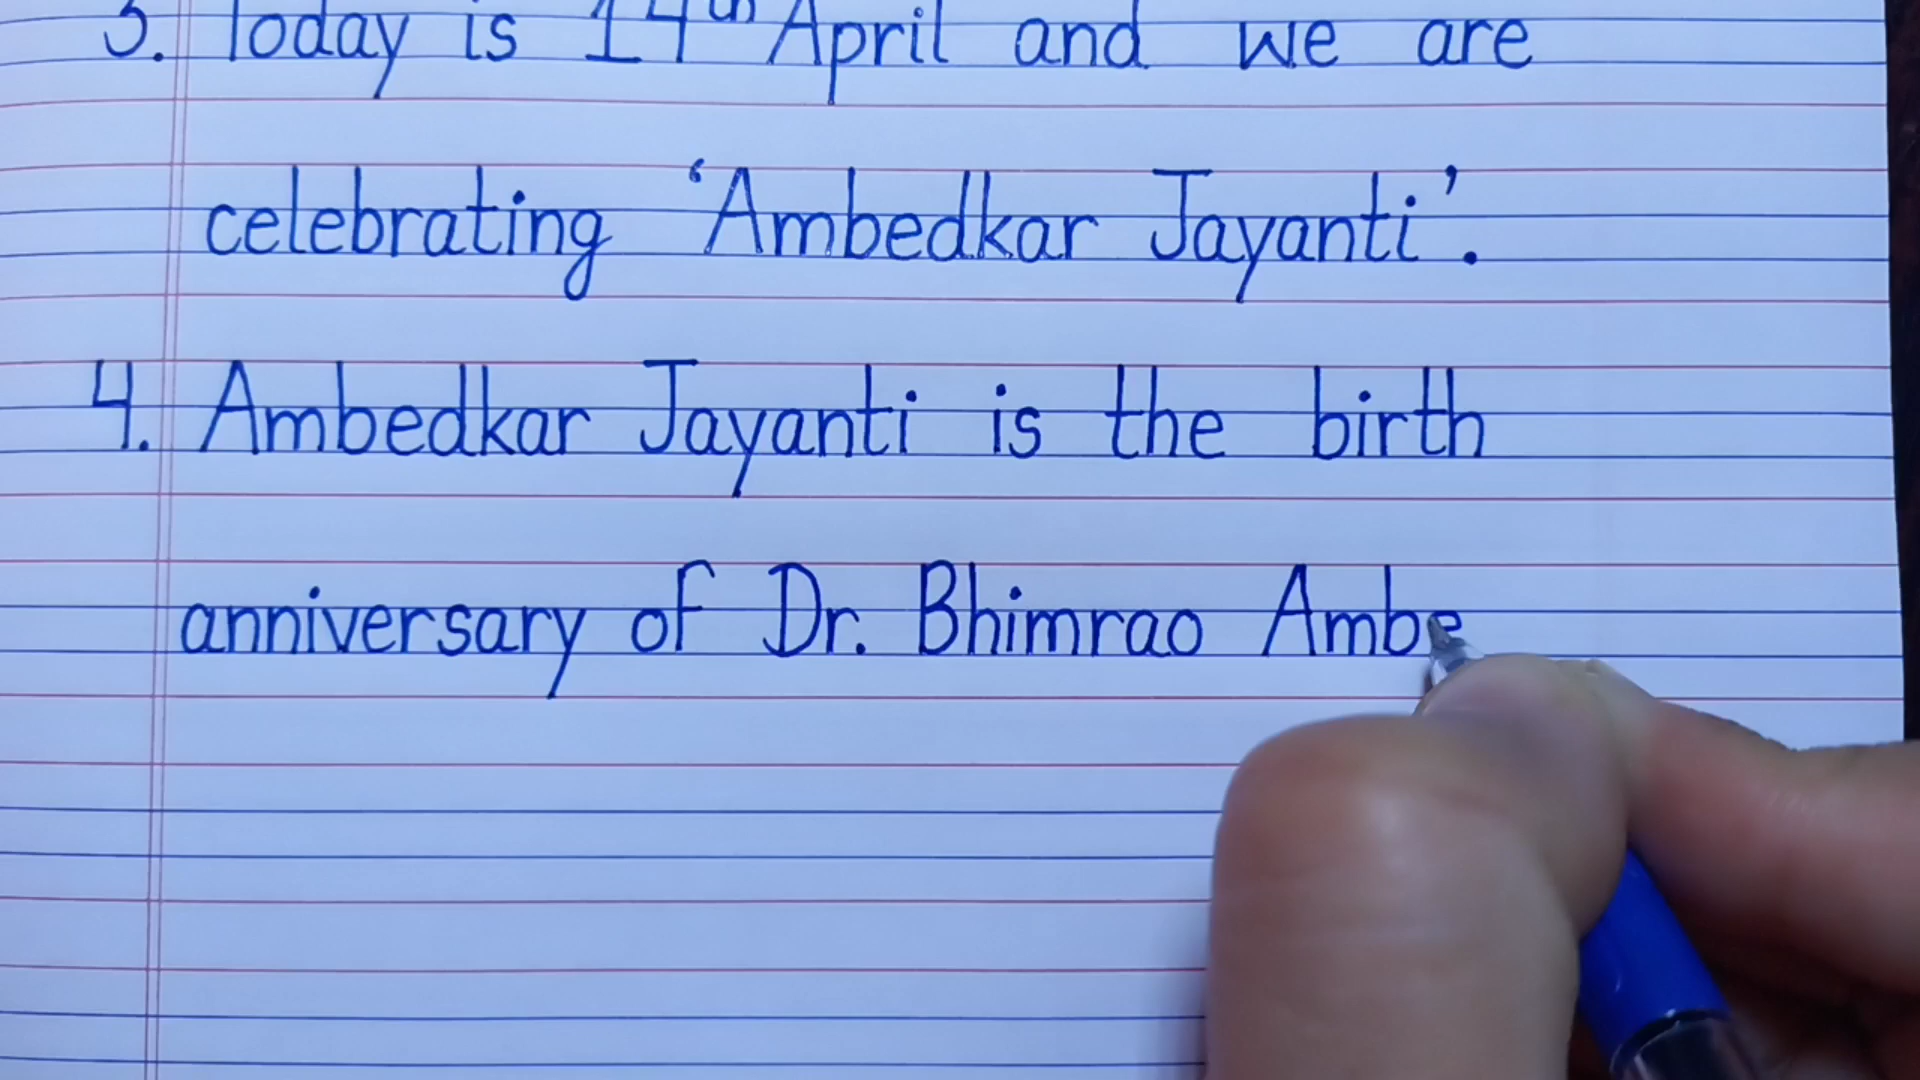 3. Today is 14th April and we are
celebrating ‘Ambedkar Jayanti’.
4. Ambedkar Jayanti is the birth
anniversary of Dr. Bhimrao Ambe